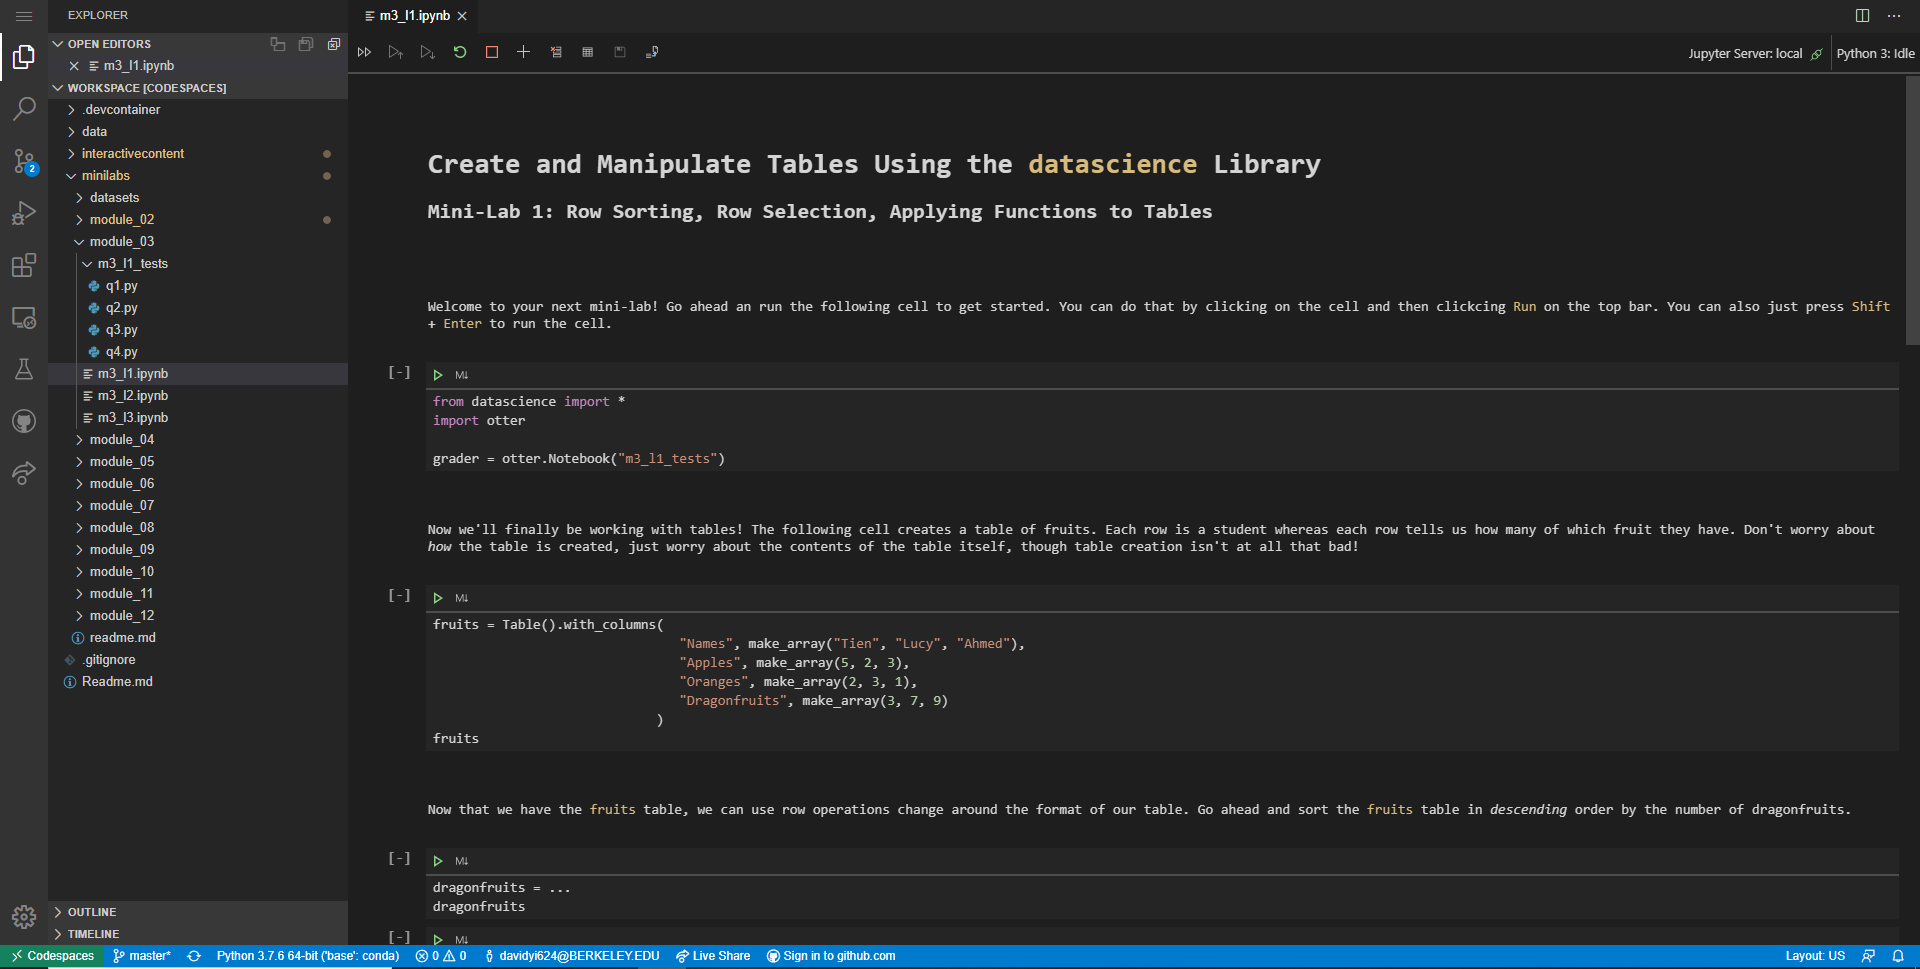 EXPLORER
OPEN EDITORS
m3_l1.ipynb
WORKSPACE [CODESPACES]
.devcontainer
data
interactivecontent
minilabs
datasets
module_02
module_03
m3_l1_tests
q1.py
q2.py
q3.py
q4.py
m3_l1.ipynb
m3_l2.ipynb
m3_l3.ipynb
module_04
module_05
module_06
module_07
module_08
module_09
module_10
module_11
module_12
readme.md
.gitignore
Readme.md
OUTLINE
TIMELINE
2
m3_l1.ipynb
Jupyter Server: local
Python 3: Idle
Create and Manipulate Tables Using the datascience Library
Mini-Lab 1: Row Sorting, Row Selection, Applying Functions to Tables
Welcome to your next mini-lab! Go ahead an run the following cell to get started. You can do that by clicking on the cell and then clickcing Run on the top bar. You can also just press Shift
+ Enter to run the cell.
[-]
M↓
from datascience import *
import otter
grader = otter.Notebook("m3_l1_tests")
Now we'll finally be working with tables! The following cell creates a table of fruits. Each row is a student whereas each row tells us how many of which fruit they have. Don't worry about
how the table is created, just worry about the contents of the table itself, though table creation isn't at all that bad!
[-]
M↓
fruits = Table().with_columns(
"Names", make_array("Tien", "Lucy", "Ahmed"),
"Apples", make_array(5, 2, 3),
"Oranges", make_array(2, 3, 1),
"Dragonfruits", make_array(3, 7, 9)
)
fruits
Now that we have the fruits table, we can use row operations change around the format of our table. Go ahead and sort the fruits table in descending order by the number of dragonfruits.
[-]
M↓
dragonfruits = ...
dragonfruits
[-]
M↓
Codespaces
master*
Python 3.7.6 64-bit ('base': conda)
0
0
davidyi624@BERKELEY.EDU
Live Share
Sign in to github.com
Layout: US